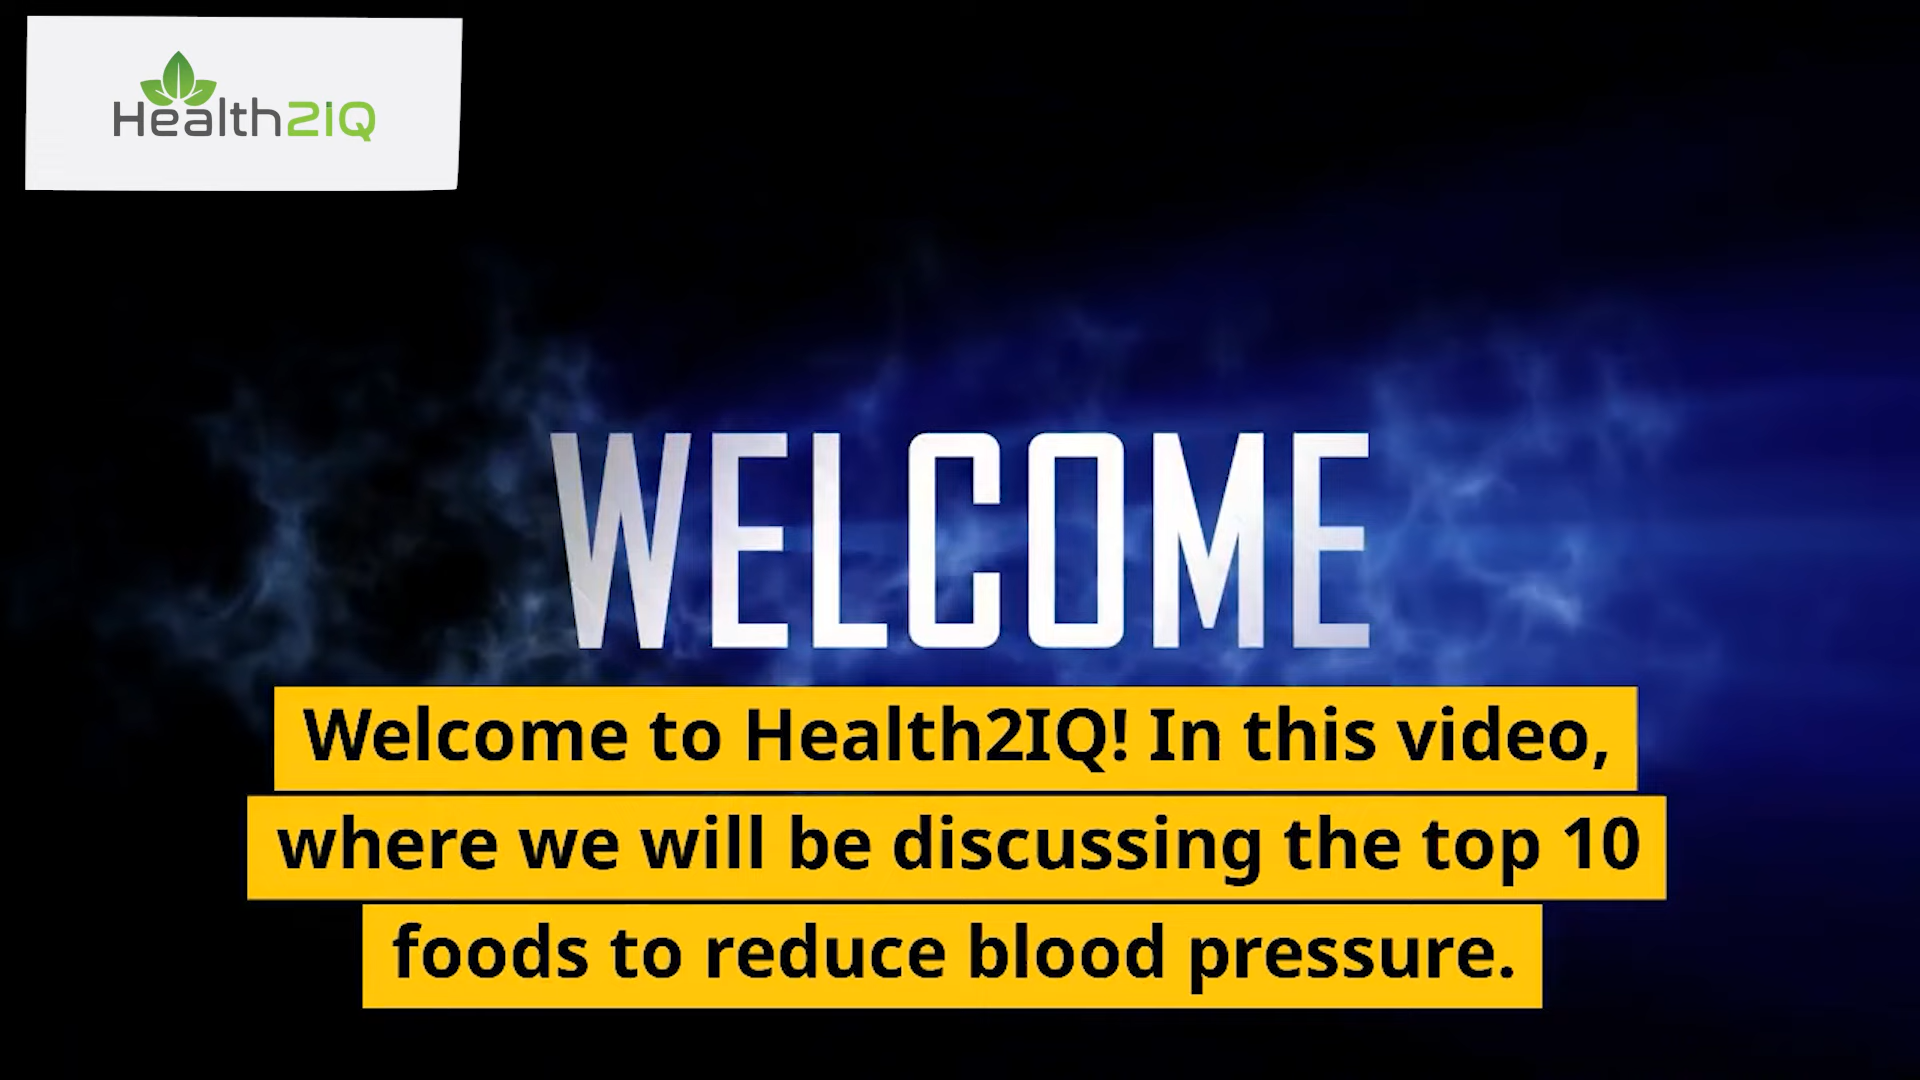 Health2IQ
WELCOME
Welcome to Health2IQ! In this video,
where we will be discussing the top 10
foods to reduce blood pressure.